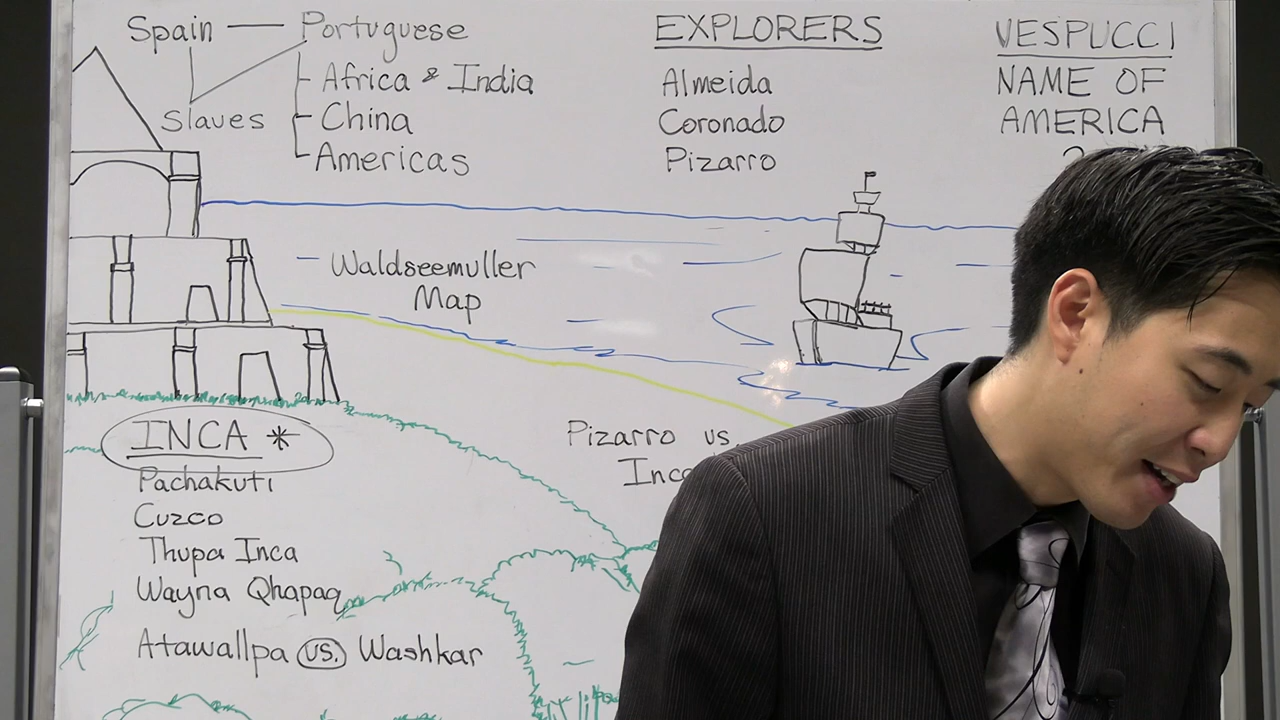 Spain — Portuguese
Slaves
Africa & India
China
Americas
EXPLORERS
Almeida
Coronado
Pizarro
VESPUCCI
NAME OF
AMERICA
Waldseemuller
Map
INCA *
Pachakuti
Cuzco
Thupa Inca
Wayna Qhapaq
Atawallpa vs. Washkar
Pizarro vs.